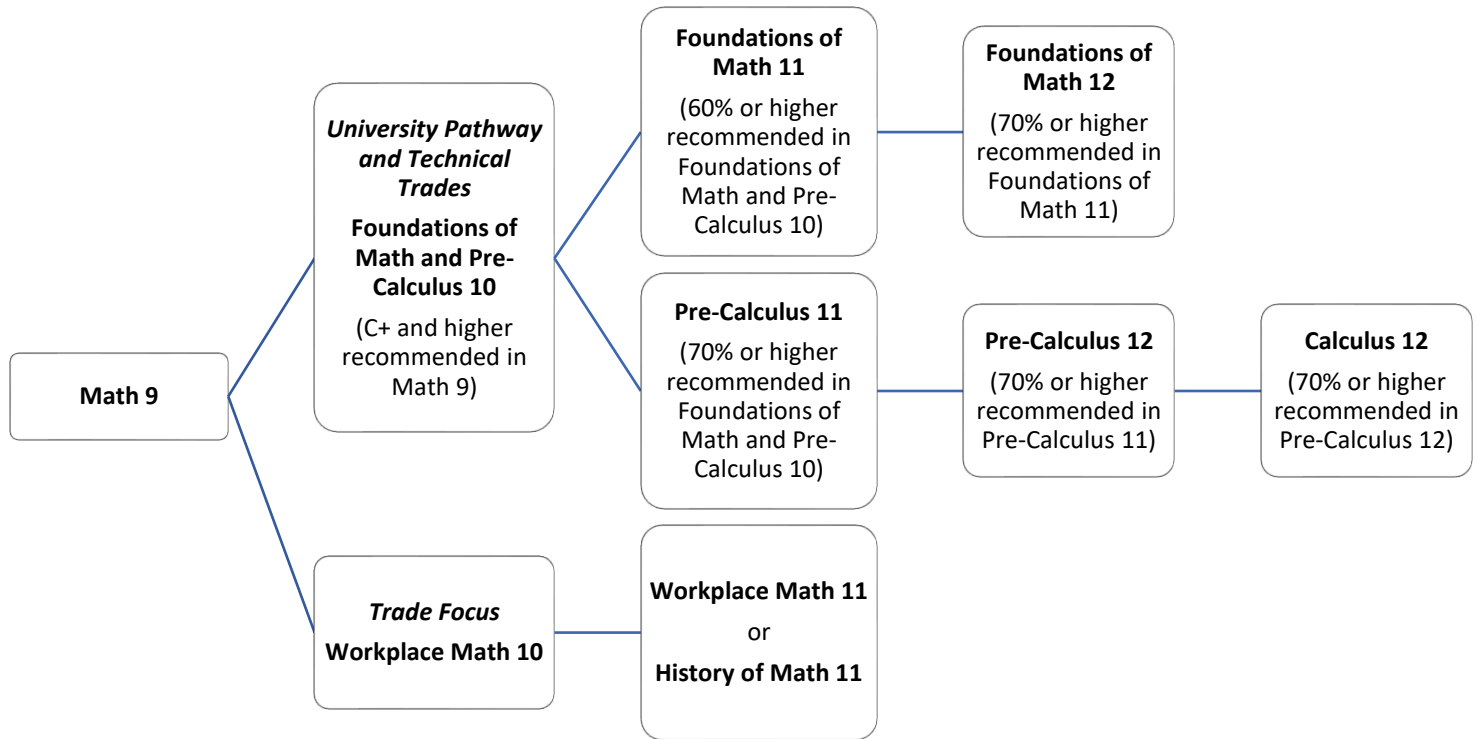 Math 9
University Pathway
and Technical
Trades
Foundations of
Math and Pre-
Calculus 10
(C+ and higher
recommended in
Math 9)
Foundations of
Math 11
(60% or higher
recommended in
Foundations of
Math and Pre-
Calculus 10)
Foundations of
Math 12
(70% or higher
recommended in
Foundations of
Math 11)
Pre-Calculus 11
(70% or higher
recommended in
Foundations of
Math and Pre-
Calculus 10)
Pre-Calculus 12
(70% or higher
recommended in
Pre-Calculus 11)
Calculus 12
(70% or higher
recommended in
Pre-Calculus 12)
Trade Focus
Workplace Math 10
Workplace Math 11
or
History of Math 11